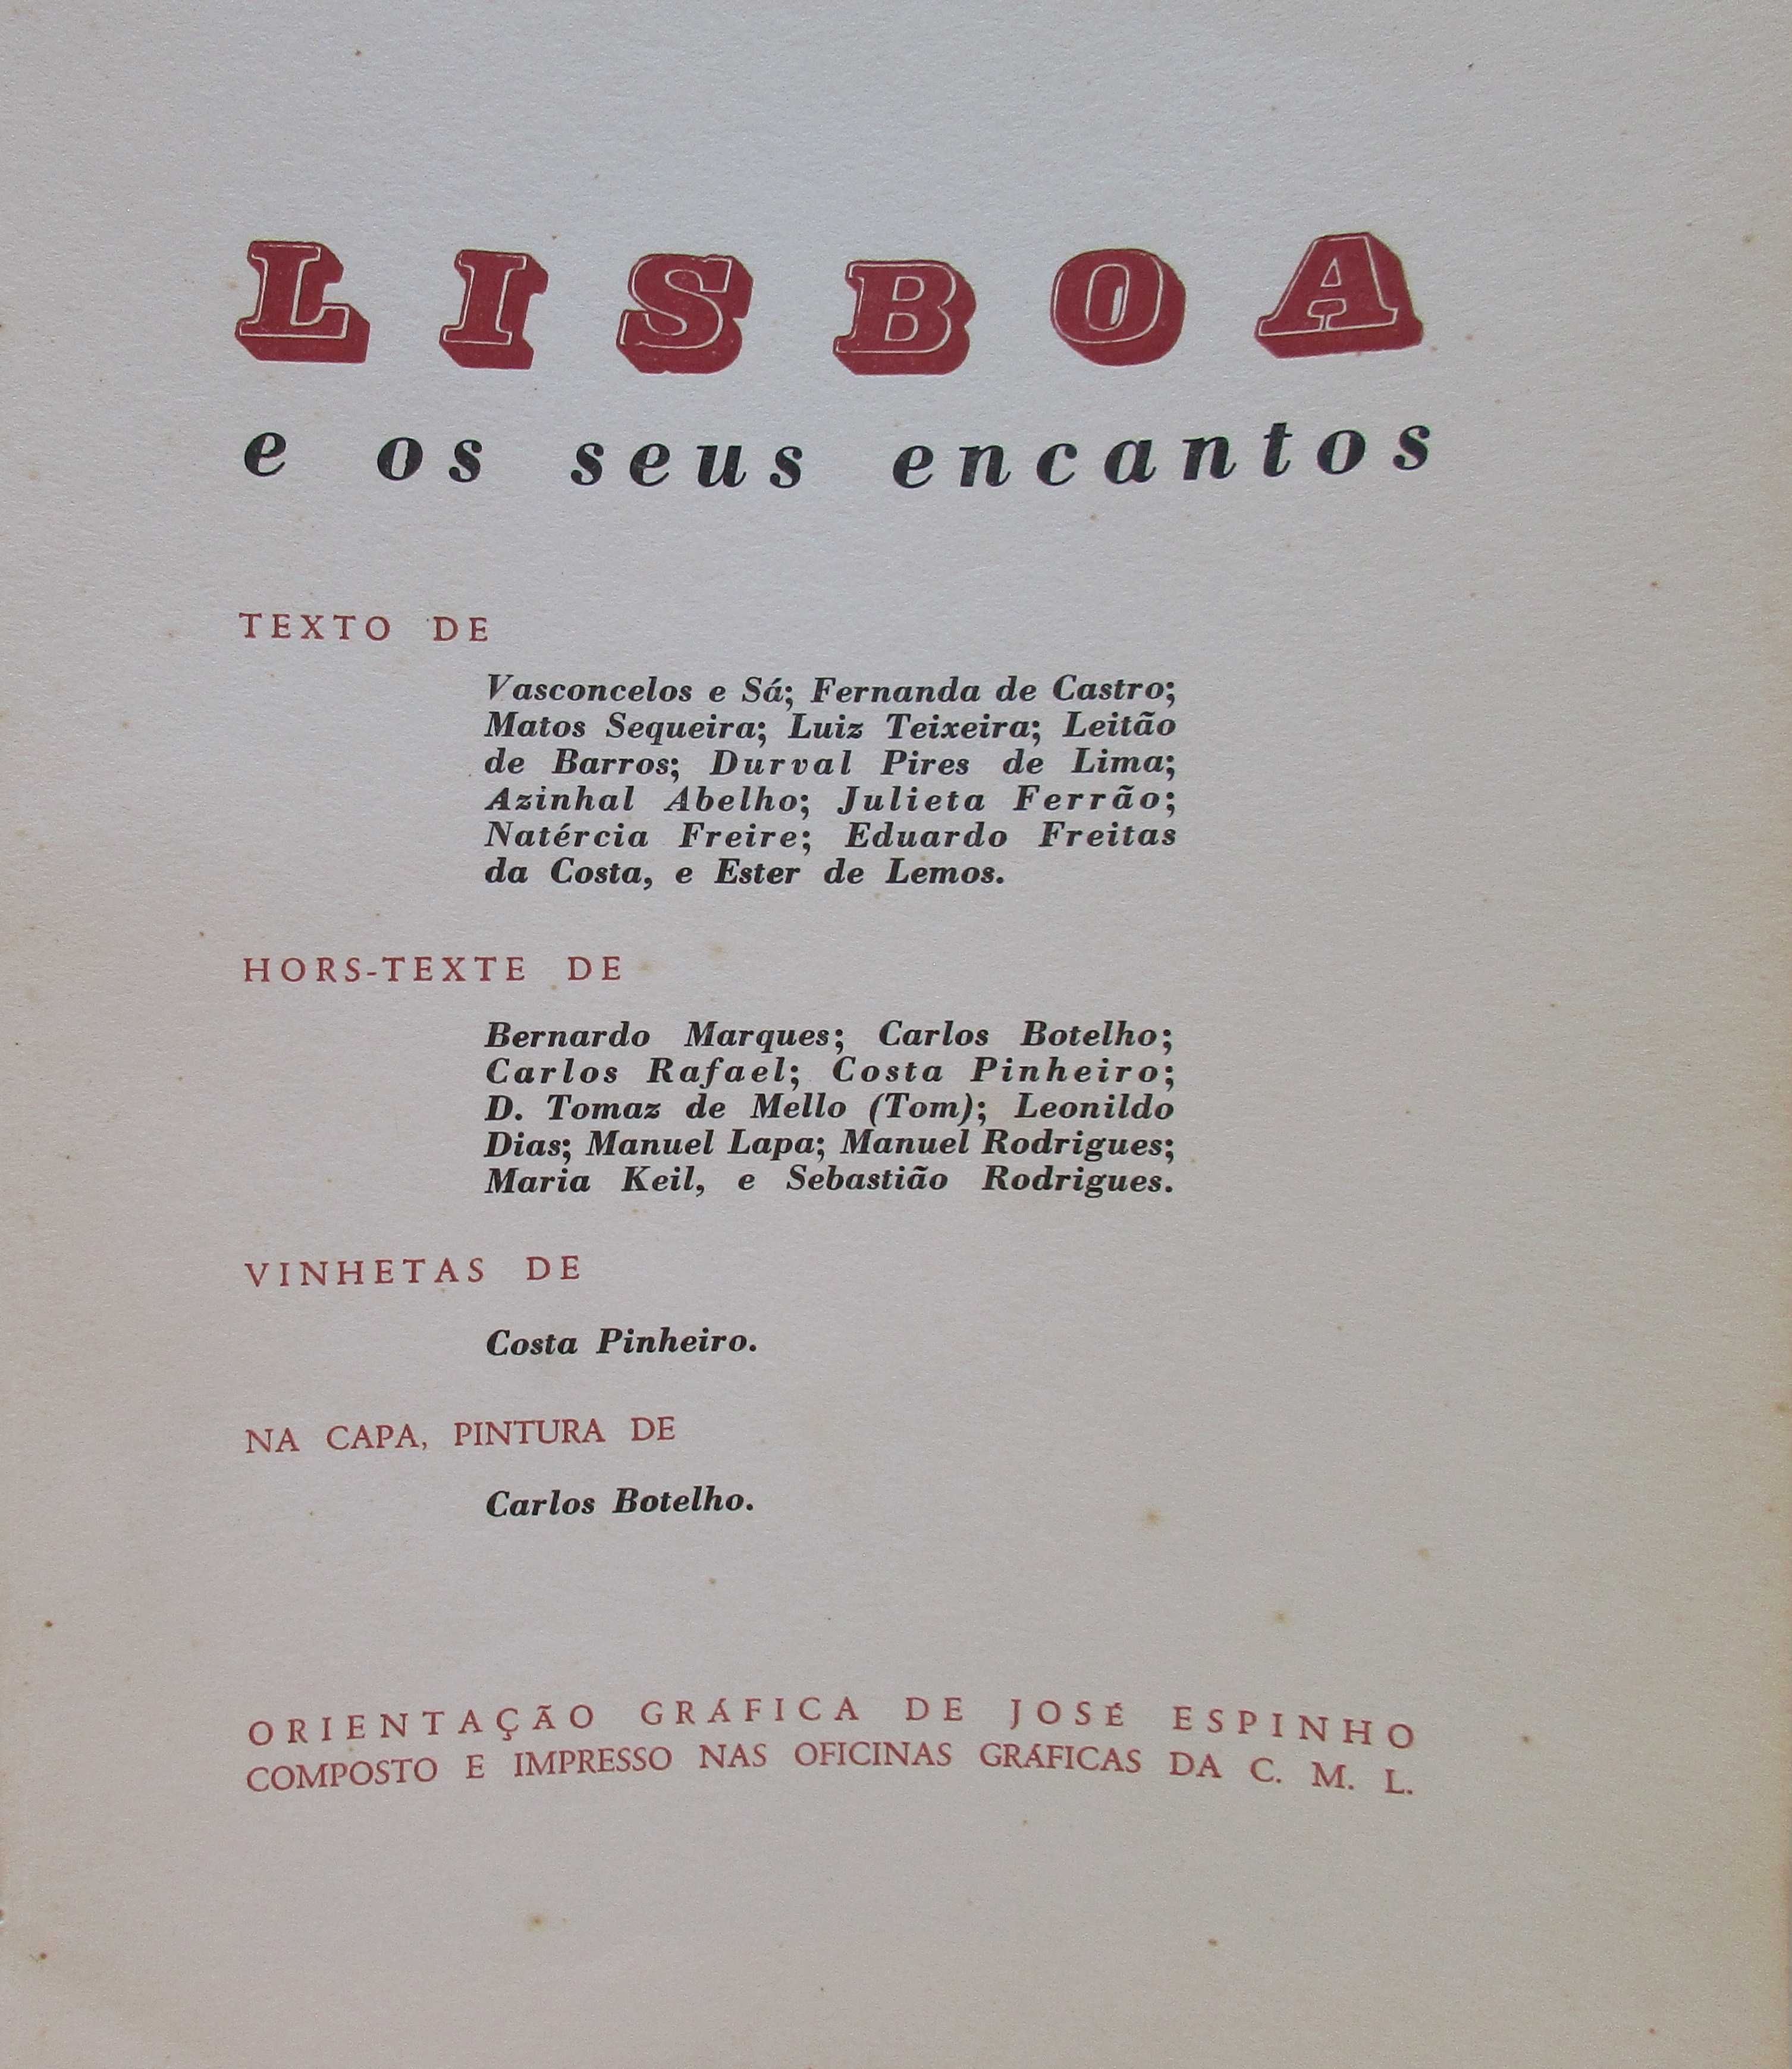 LISBOA
e os seus encantos
TEXTO DE
Vasconcelos e Sá; Fernanda de Castro;
Matos Sequeira; Luiz Teixeira; Leitão
de Barros; Durval Pires de Lima;
Azinhal Abelho; Julieta Ferrão;
Natércia Freire; Eduardo Freitas
da Costa, e Ester de Lemos.
HORS-TEXTE DE
Bernardo Marques; Carlos Botelho;
Carlos Rafael; Costa Pinheiro;
D. Tomaz de Mello (Tom); Leonildo
Dias; Manuel Lapa; Manuel Rodrigues;
Maria Keil, e Sebastião Rodrigues.
VINHETAS DE
Costa Pinheiro.
NA CAPA, PINTURA DE
Carlos Botelho.
ORIENTAÇÃO GRÁFICA DE JOSÉ ESPINHO
COMPOSTO E IMPRESSO NAS OFICINAS GRÁFICAS DA C. M. L.